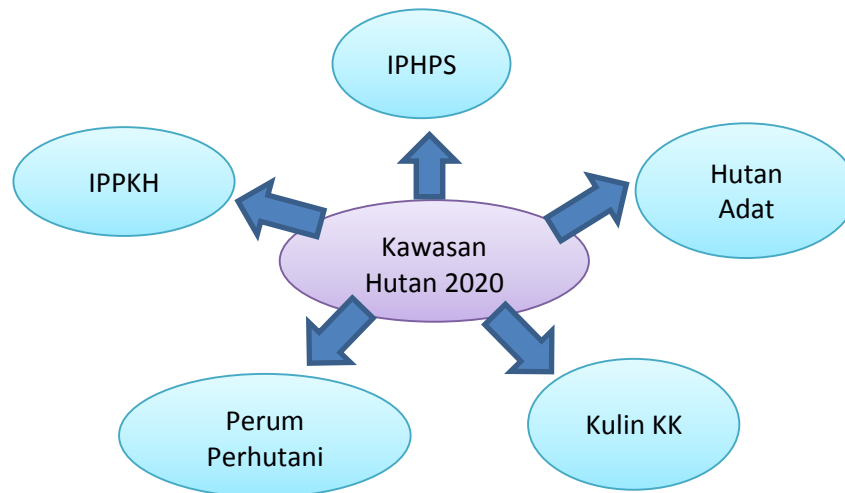 IPHPS
IPPKH
Hutan
Adat
Kawasan
Hutan 2020
Perum
Perhutani
Kulin KK